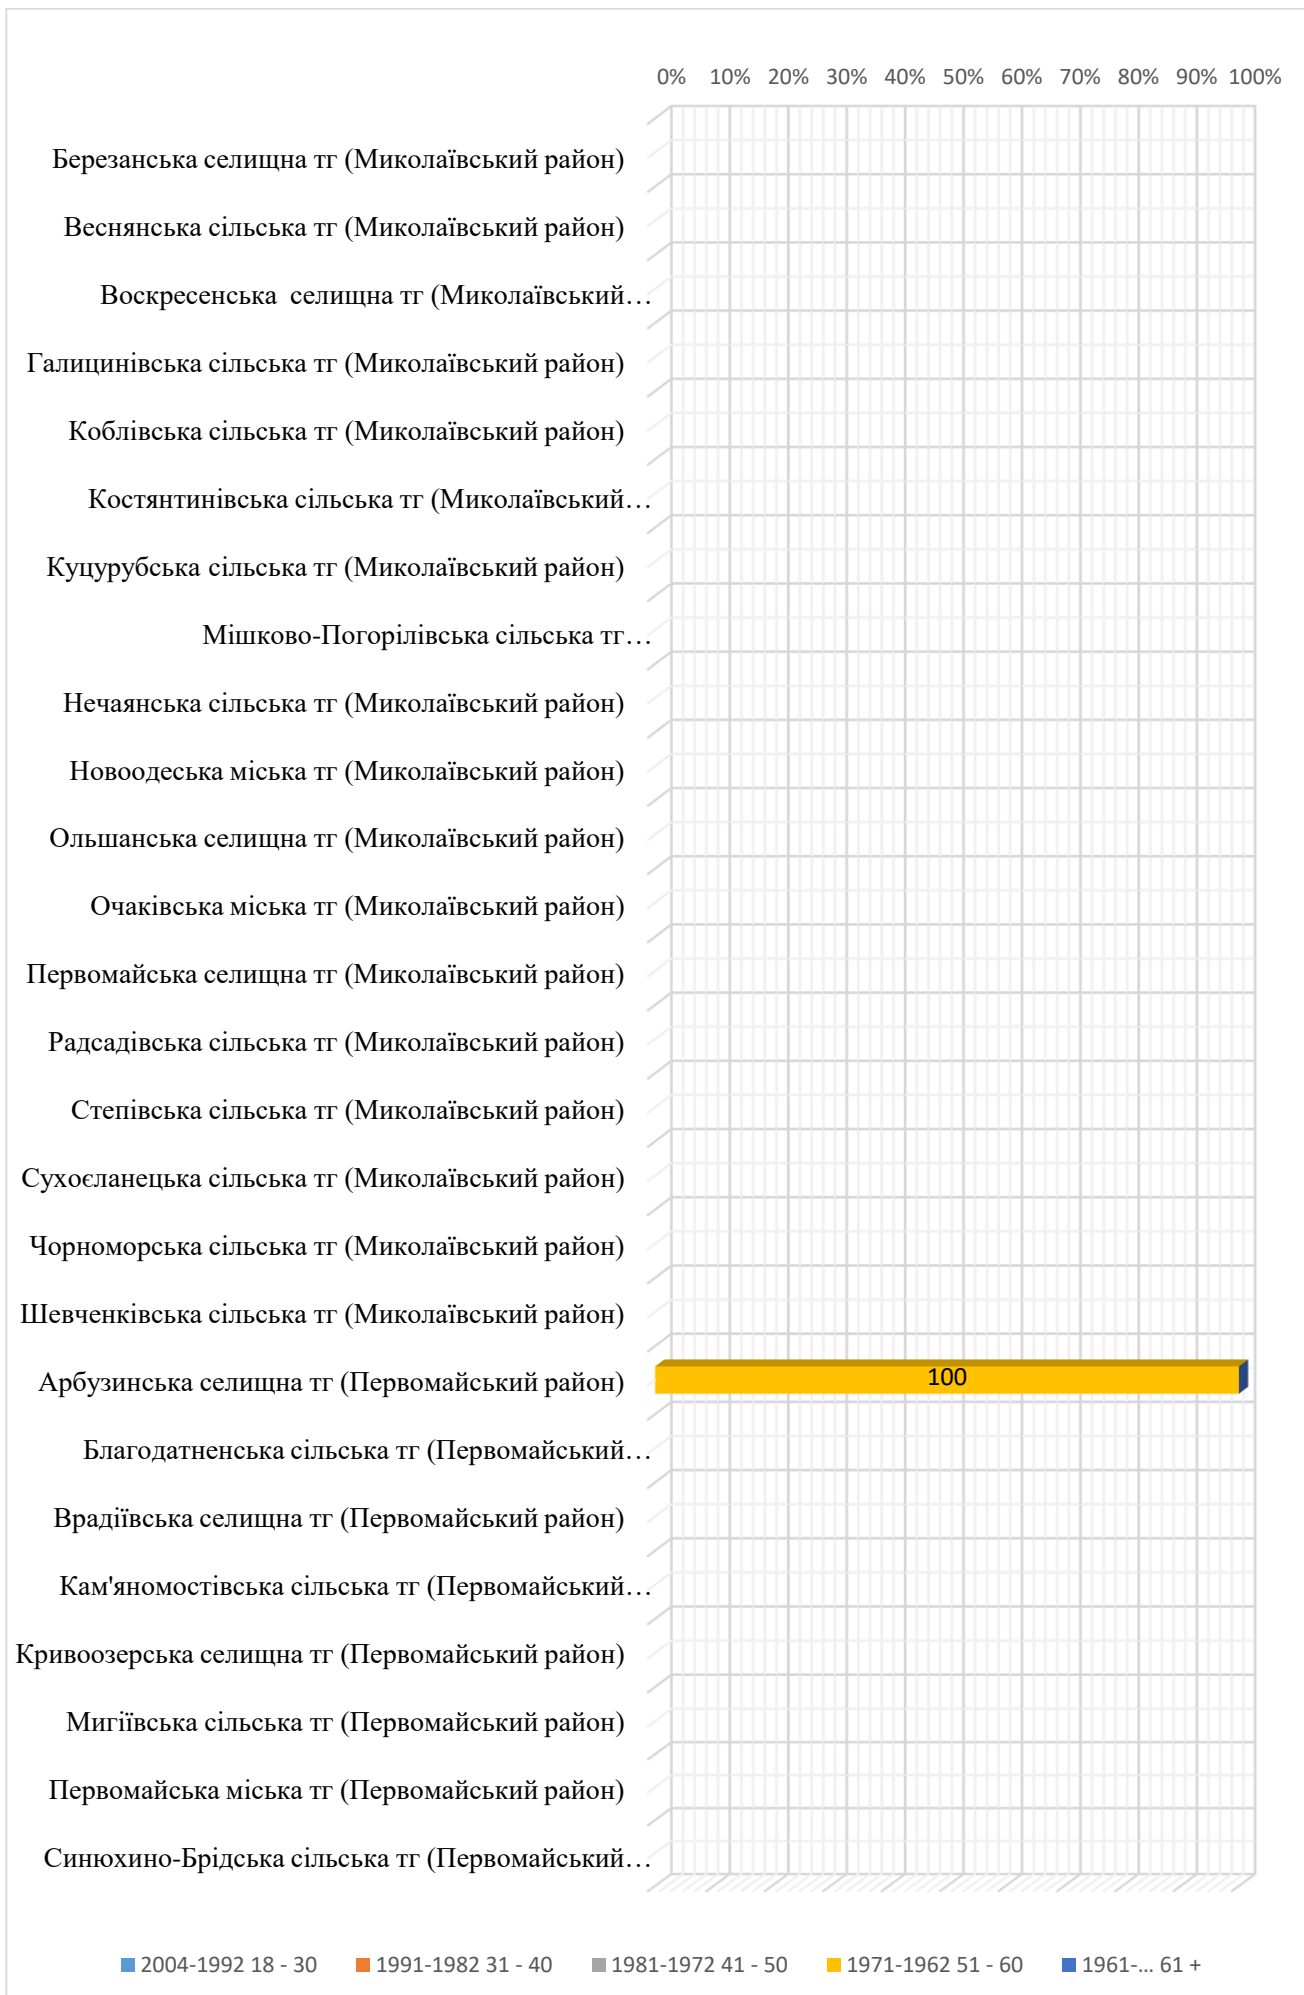 0% 10% 20% 30% 40% 50% 60% 70% 80% 90% 100%
Березанська селищна тг (Миколаївський район)
Веснянська сільська тг (Миколаївський район)
Воскресенська  селищна тг (Миколаївський…
Галицинівська сільська тг (Миколаївський район)
Коблівська сільська тг (Миколаївський район)
Костянтинівська сільська тг (Миколаївський…
Куцурубська сільська тг (Миколаївський район)
Мішково-Погорілівська сільська тг…
Нечаянська сільська тг (Миколаївський район)
Новоодеська міська тг (Миколаївський район)
Ольшанська селищна тг (Миколаївський район)
Очаківська міська тг (Миколаївський район)
Первомайська селищна тг (Миколаївський район)
Радсадівська сільська тг (Миколаївський район)
Степівська сільська тг (Миколаївський район)
Сухоєланецька сільська тг (Миколаївський район)
Чорноморська сільська тг (Миколаївський район)
Шевченківська сільська тг (Миколаївський район)
Арбузинська селищна тг (Первомайський район) 100
Благодатненська сільська тг (Первомайський…
Врадіївська селищна тг (Первомайський район)
Кам'яномостівська сільська тг (Первомайський…
Кривоозерська селищна тг (Первомайський район)
Мигіївська сільська тг (Первомайський район)
Первомайська міська тг (Первомайський район)
Синюхино-Брідська сільська тг (Первомайський…
2004-1992 18 - 30 1991-1982 31 - 40 1981-1972 41 - 50 1971-1962 51 - 60 1961-... 61 +